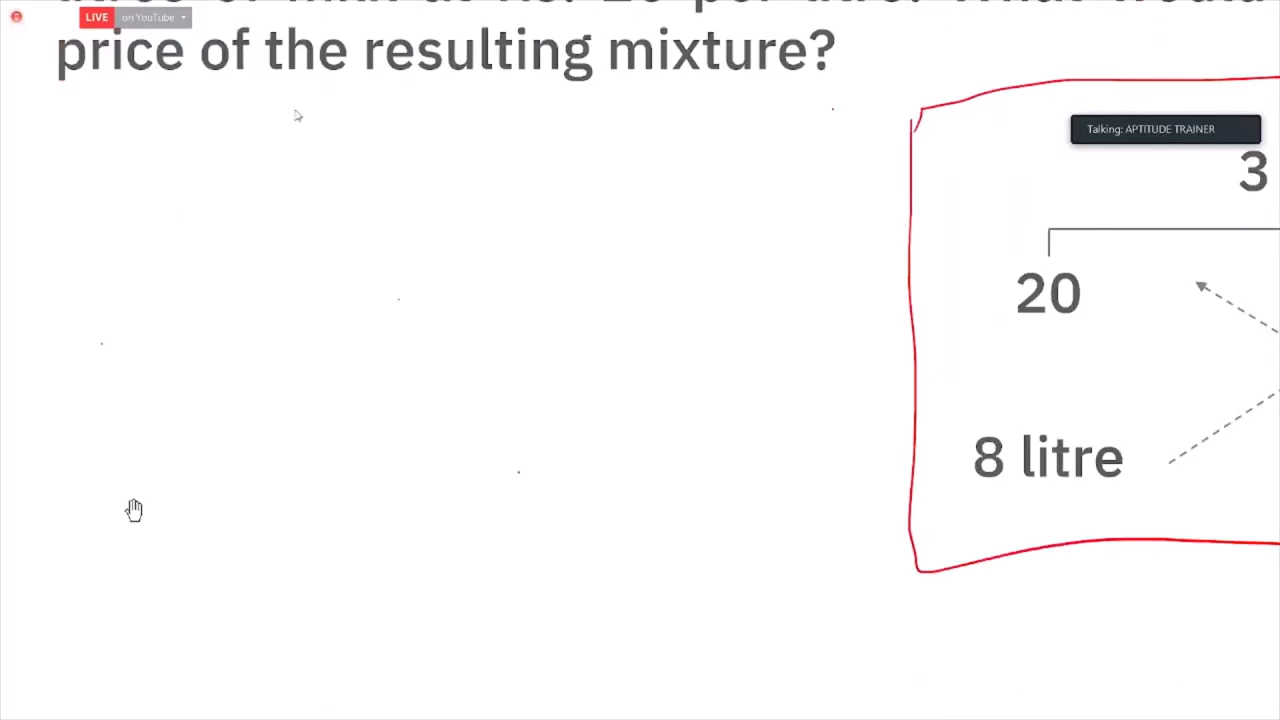 LIVE on YouTube
price of the resulting mixture?
Talking: APTITUDE TRAINER
3
20
8 litre